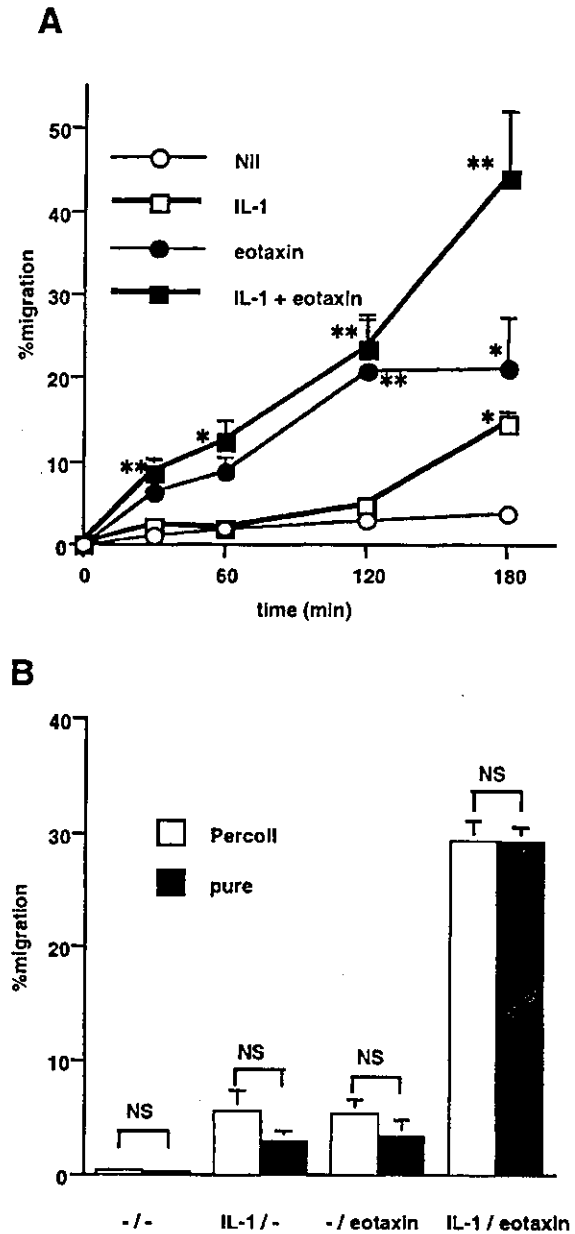 A
50
40
30
20
10
0
%migration
Nil
IL-1
eotaxin
IL-1 + eotaxin
**
*
**
**
**
*
*
0
60
120
180
time (min)
B
40
30
20
10
0
%migration
Percoll
pure
NS
NS
NS
NS
- / -
IL-1 / -
- / eotaxin
IL-1 / eotaxin